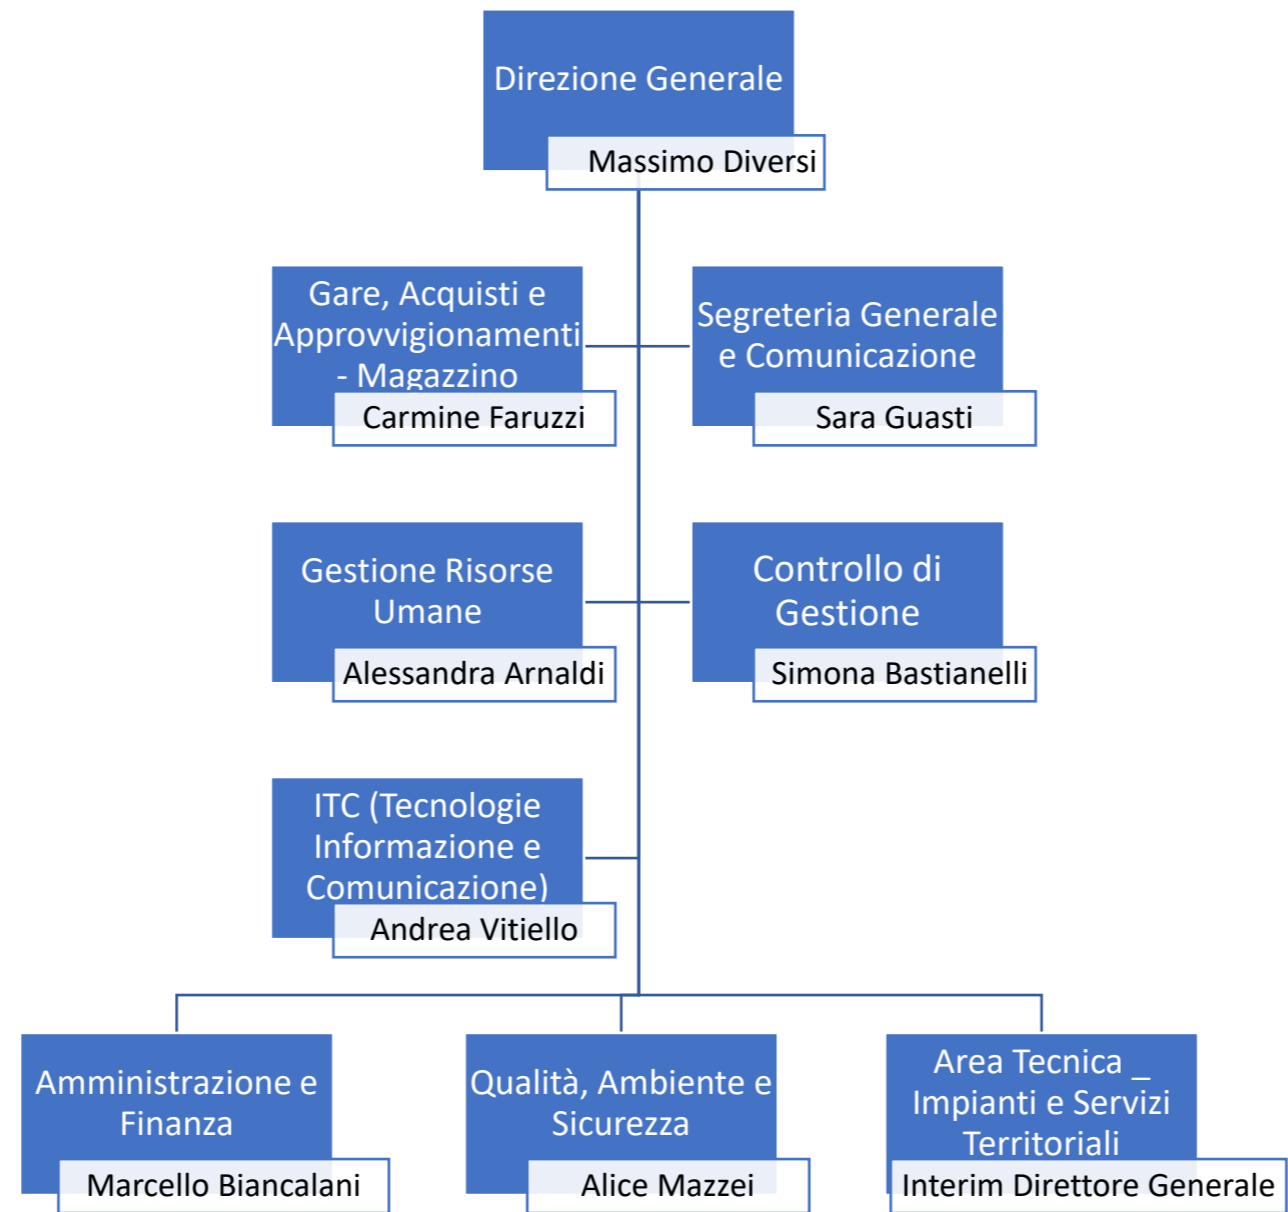 Direzione Generale
Massimo Diversi
Gare, Acquisti e
Approvvigionamenti
- Magazzino
Carmine Faruzzi
Segreteria Generale
e Comunicazione
Sara Guasti
Gestione Risorse
Umane
Alessandra Arnaldi
Controllo di
Gestione
Simona Bastianelli
ITC (Tecnologie
Informazione e
Comunicazione)
Andrea Vitiello
Amministrazione e
Finanza
Marcello Biancalani
Qualità, Ambiente e
Sicurezza
Alice Mazzei
Area Tecnica _
Impianti e Servizi
Territoriali
Interim Direttore Generale